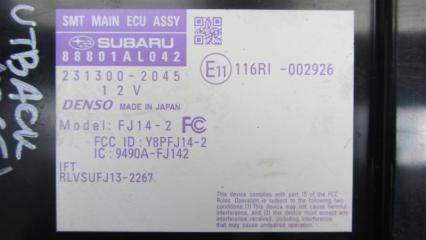 SMT MAIN ECU ASSY
SUBARU
88801AL042
231300-2045
12V
DENSO MADE IN JAPAN
Model: FJ14-2 FC
FCC ID : Y8PFJ14-2
IC : 9490A-FJ142
IFT
RLVSUFJ13-2267
E11 116RI -002926
This device complies with part 15 of the FCC
Rules. Operation is subject to the following two
conditions: (1)This device may not cause harmful
interference, and (2) this device must accept any
interference received, including interference that
may cause undesired operation.